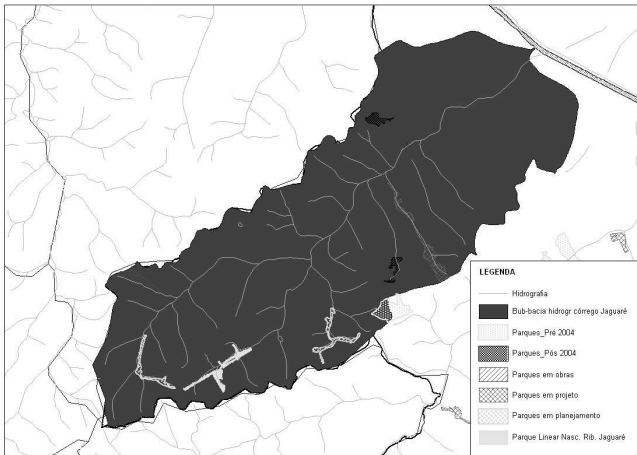 LEGENDA
Hidrografia
Bub-bacia hidrogr córrego Jaguaré
Parques_Pré 2004
Parques_Pós 2004
Parques em obras
Parques em projeto
Parques em planejamento
Parque Linear Nasc. Rib. Jaguaré